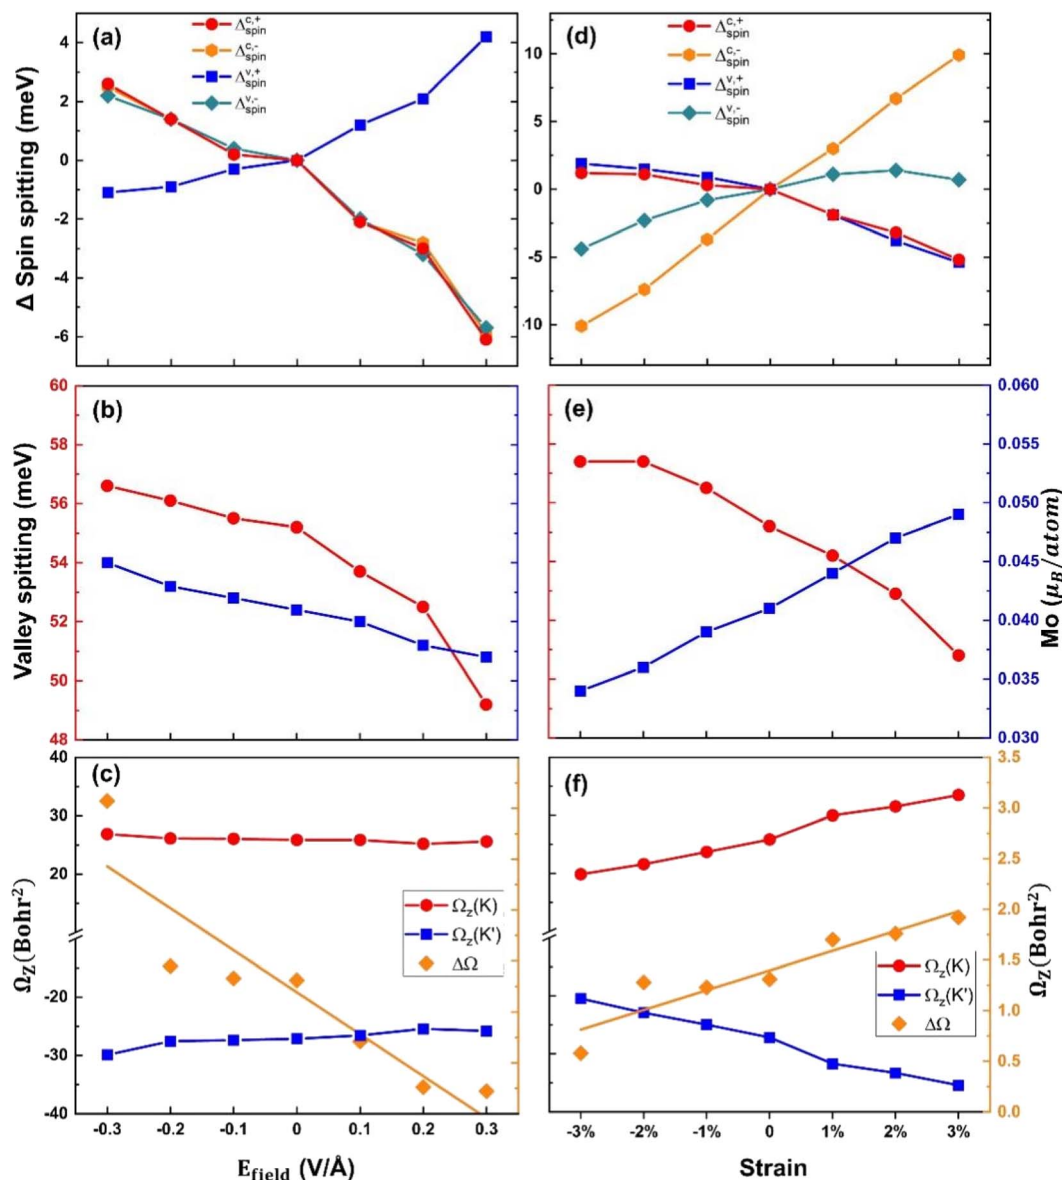 (a)
Δ^{c,+}_{spin}
Δ^{c,-}_{spin}
Δ^{v,+}_{spin}
Δ^{v,-}_{spin}
Δ Spin spitting (meV)
4
2
0
-2
-4
-6
(d)
Δ^{c,+}_{spin}
Δ^{c,-}_{spin}
Δ^{v,+}_{spin}
Δ^{v,-}_{spin}
10
5
0
-5
-10
(b)
Valley spitting (meV)
60
58
56
54
52
50
48
(e)
0.060
0.055
0.050
0.045
0.040
0.035
0.030
Mo (μ_B/atom)
(c)
Ω_Z(Bohr²)
40
30
20
-20
-30
-40
Ω_z(K)
Ω_z(K')
ΔΩ
-0.3 -0.2 -0.1 0 0.1 0.2 0.3
E_field (V/Å)
(f)
Ω_z(K)
Ω_z(K')
ΔΩ
3.5
3.0
2.5
2.0
1.5
1.0
0.5
0.0
Ω_Z(Bohr²)
-3% -2% -1% 0 1% 2% 3%
Strain